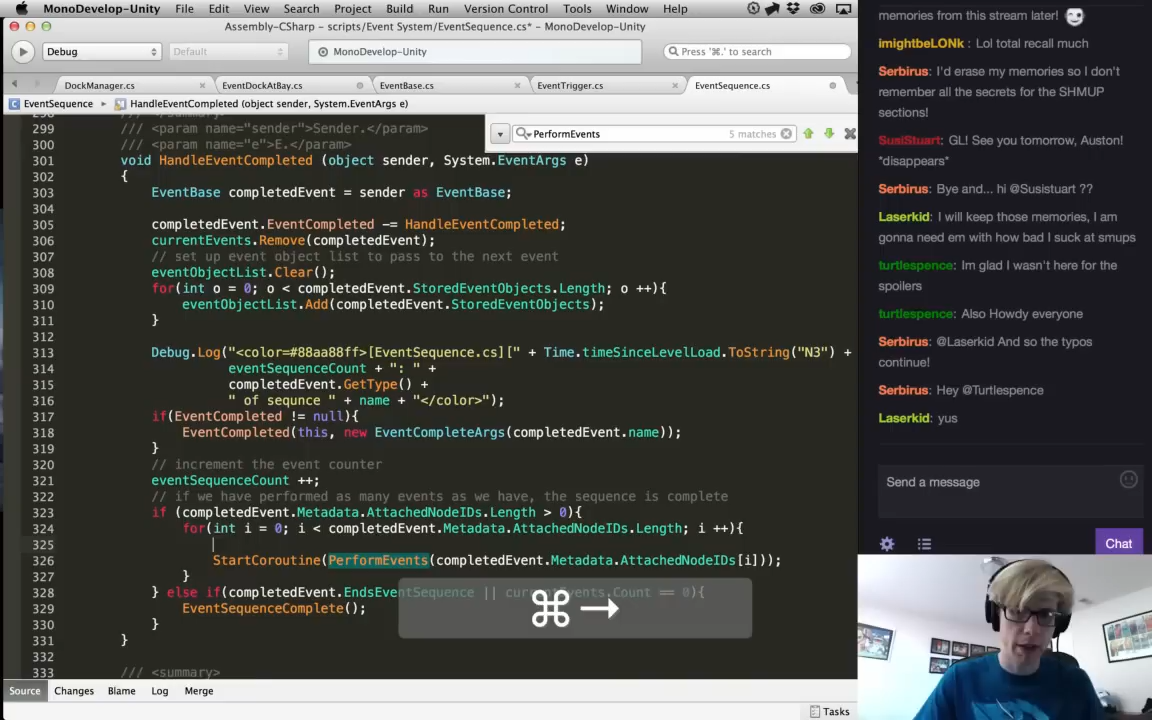 MonoDevelop-Unity File Edit View Search Project Build Run Version Control Tools Window Help
Assembly-CSharp - scripts/Event System/EventSequence.cs* - MonoDevelop-Unity
Debug Default MonoDevelop-Unity Press '⌘.' to search
DockManager.cs EventDockAtBay.cs EventBase.cs EventTrigger.cs EventSequence.cs
EventSequence HandleEventCompleted (object sender, System.EventArgs e)
PerformEvents 5 matches
299 /// <param name="sender">Sender.</param>
300 /// <param name="e">E.</param>
301 void HandleEventCompleted (object sender, System.EventArgs e)
302 {
303 EventBase completedEvent = sender as EventBase;
304
305 completedEvent.EventCompleted -= HandleEventCompleted;
306 currentEvents.Remove(completedEvent);
307 // set up event object list to pass to the next event
308 eventObjectList.Clear();
309 for(int o = 0; o < completedEvent.StoredEventObjects.Length; o ++){
310 eventObjectList.Add(completedEvent.StoredEventObjects);
311 }
312
313 Debug.Log("<color=#88aa88ff>[EventSequence.cs][" + Time.timeSinceLevelLoad.ToString("N3") +
314 eventSequenceCount + ": " +
315 completedEvent.GetType() +
316 " of sequnce " + name + "</color>");
317 if(EventCompleted != null){
318 EventCompleted(this, new EventCompleteArgs(completedEvent.name));
319 }
320 // increment the event counter
321 eventSequenceCount ++;
322 // if we have performed as many events as we have, the sequence is complete
323 if (completedEvent.Metadata.AttachedNodeIDs.Length > 0){
324 for(int i = 0; i < completedEvent.Metadata.AttachedNodeIDs.Length; i ++){
325
326 StartCoroutine(PerformEvents(completedEvent.Metadata.AttachedNodeIDs[i]));
327 }
328 } else if(completedEvent.EndsEventSequence || currentEvents.Count == 0){
329 EventSequenceComplete();
330 }
331 }
332
333 /// <summary>
⌘→
Source Changes Blame Log Merge
Tasks
memories from this stream later!
imightbeLONk: Lol total recall much
Serbirus: I'd erase my memories so I don't
remember all the secrets for the SHMUP
sections!
SusiStuart: GL! See you tomorrow, Auston!
*disappears*
Serbirus: Bye and... hi @Susistuart ??
Laserkid: I will keep those memories, I am
gonna need em with how bad I suck at smups
turtlespence: Im glad I wasn't here for the
spoilers
turtlespence: Also Howdy everyone
Serbirus: @Laserkid And so the typos
continue!
Serbirus: Hey @Turtlespence
Laserkid: yus
Send a message
Chat